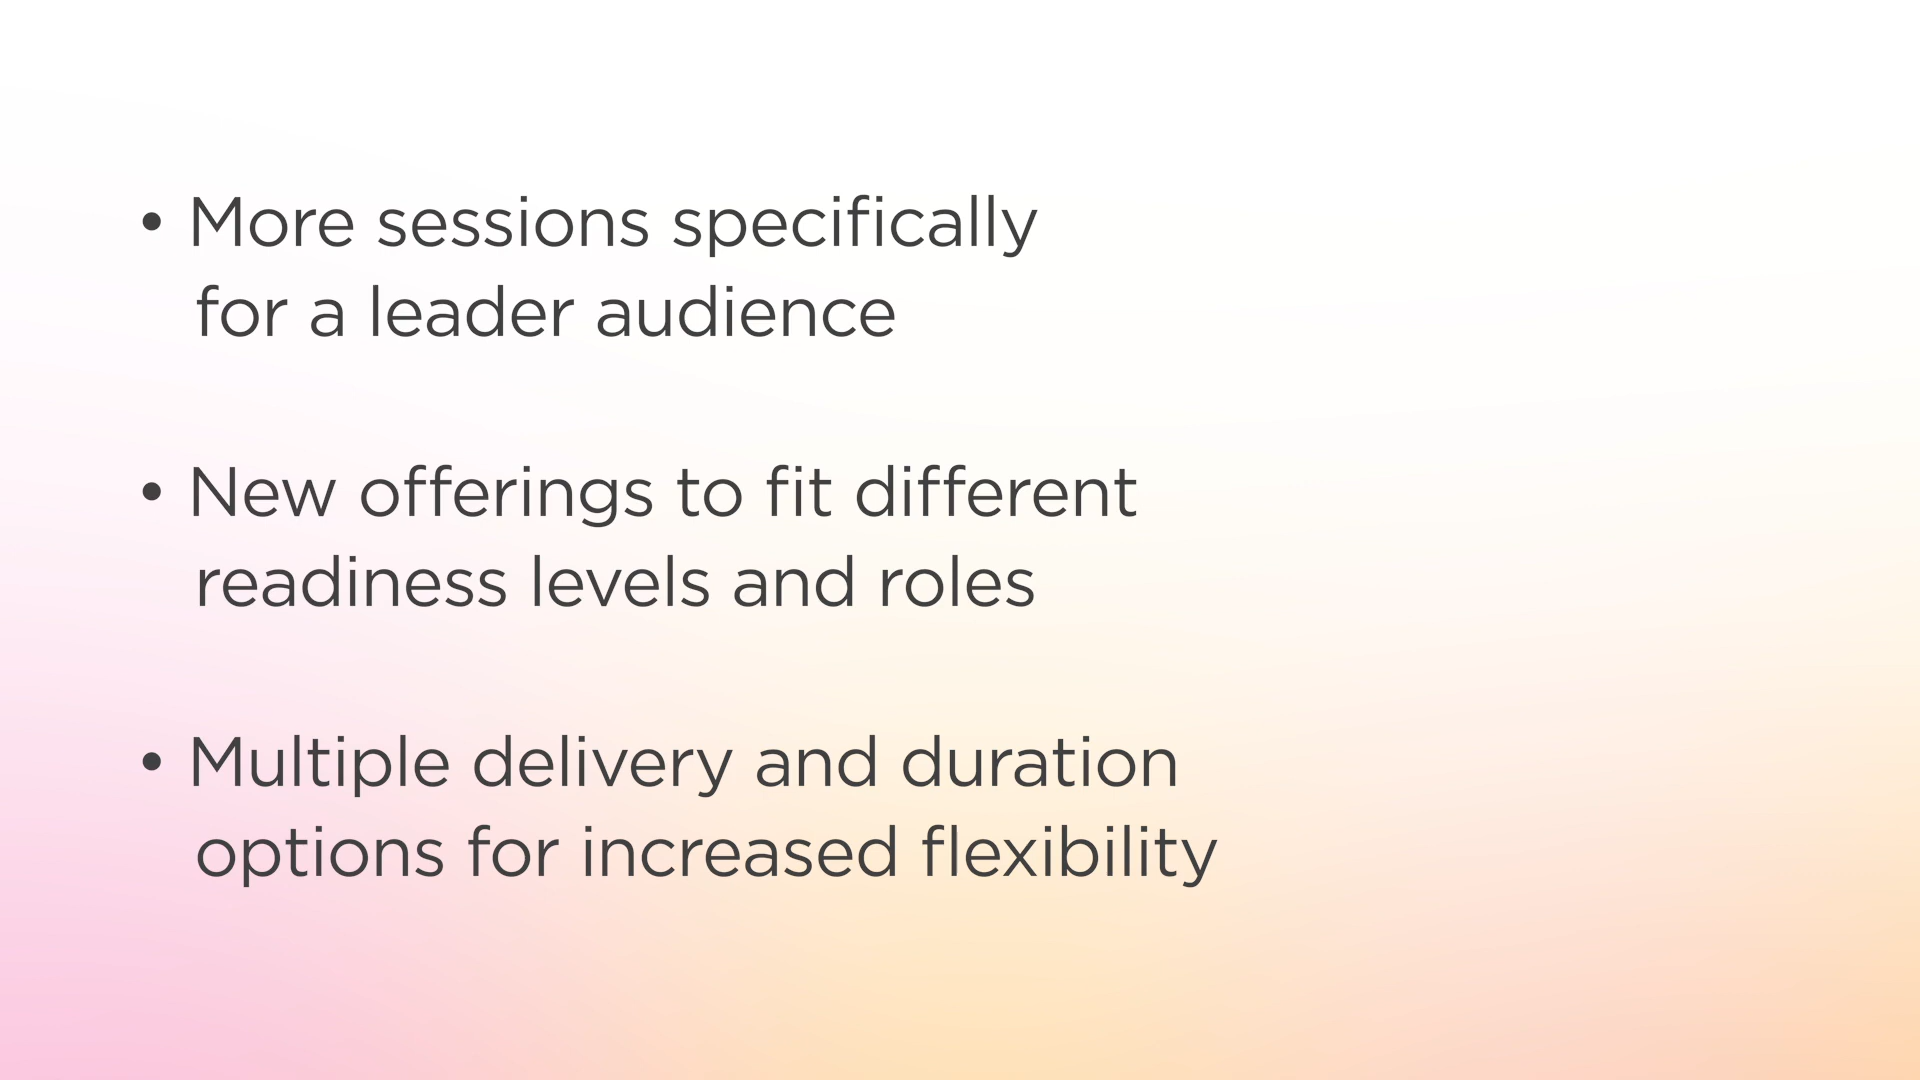 • More sessions specifically
for a leader audience
• New offerings to fit different
readiness levels and roles
• Multiple delivery and duration
options for increased flexibility